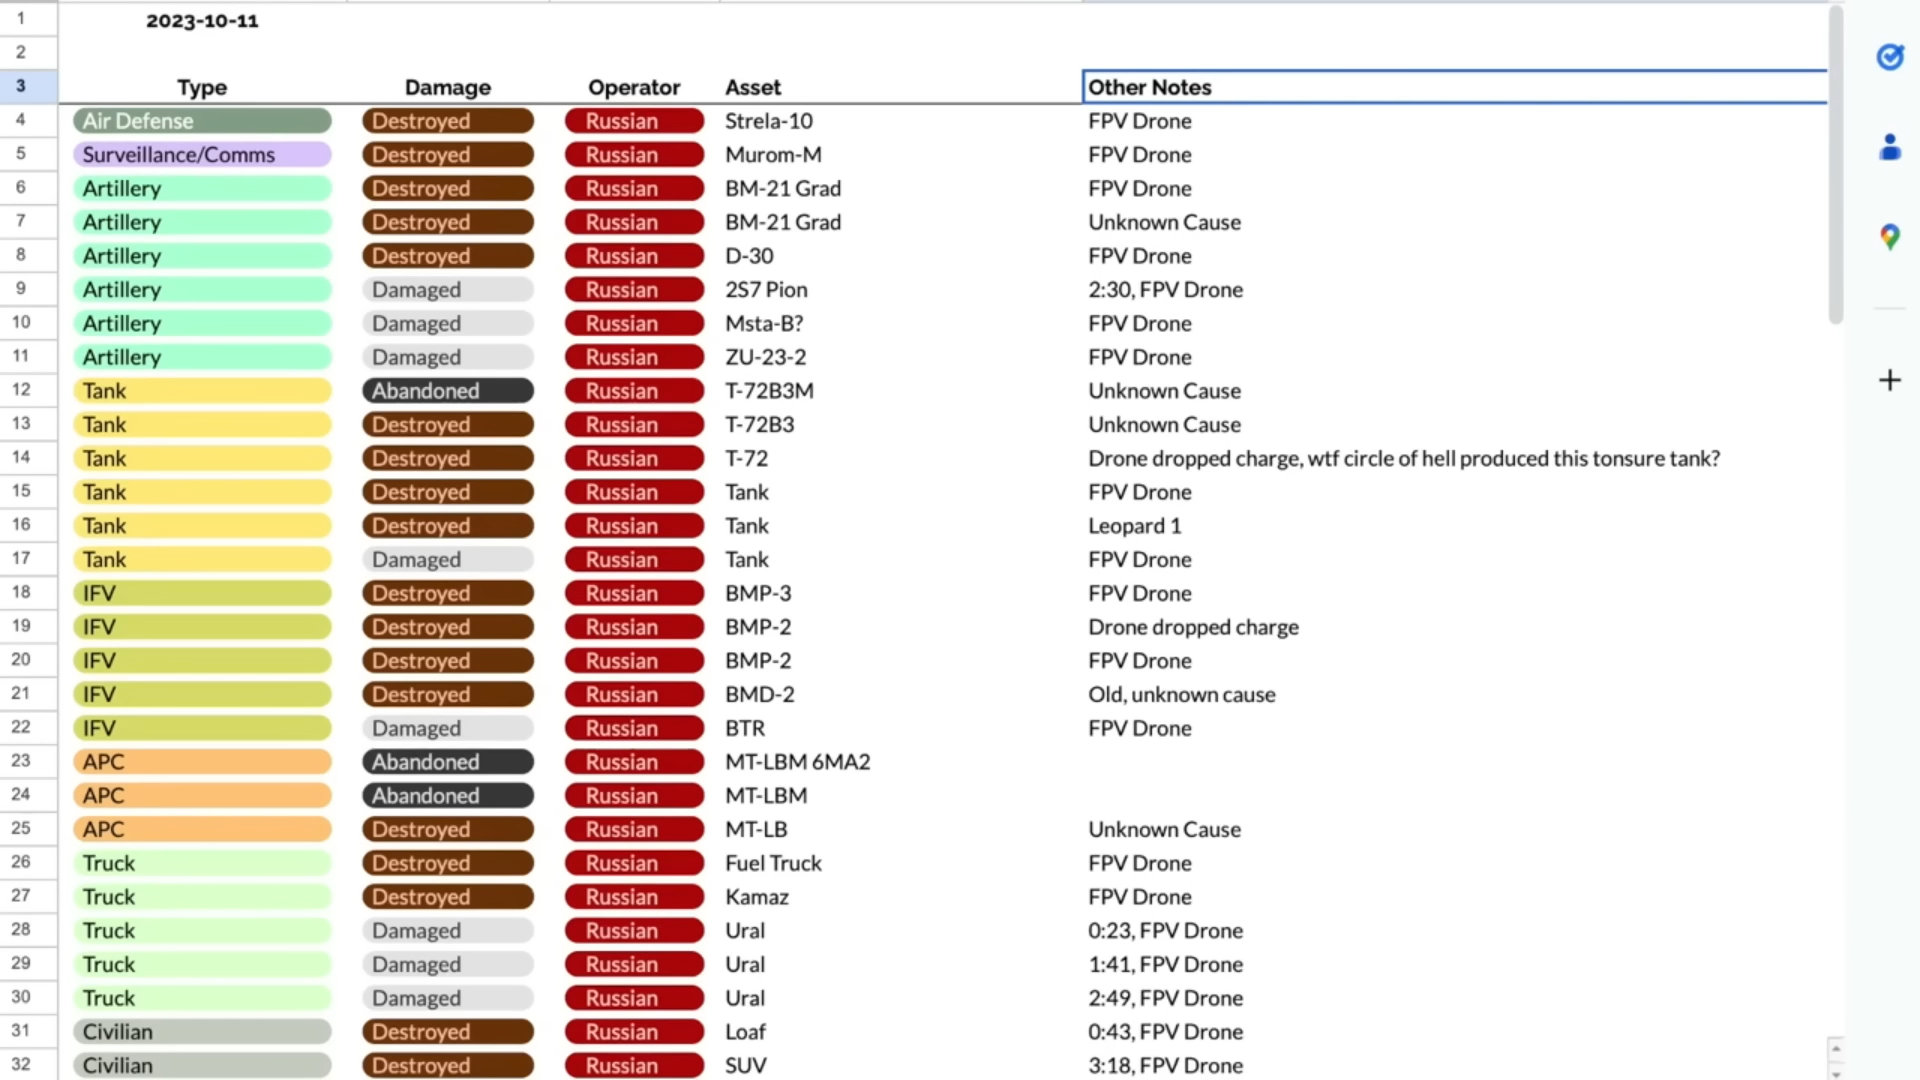 1 2023-10-11
2
3 Type Damage Operator Asset Other Notes
4 Air Defense Destroyed Russian Strela-10 FPV Drone
5 Surveillance/Comms Destroyed Russian Murom-M FPV Drone
6 Artillery Destroyed Russian BM-21 Grad FPV Drone
7 Artillery Destroyed Russian BM-21 Grad Unknown Cause
8 Artillery Destroyed Russian D-30 FPV Drone
9 Artillery Damaged Russian 2S7 Pion 2:30, FPV Drone
10 Artillery Damaged Russian Msta-B? FPV Drone
11 Artillery Damaged Russian ZU-23-2 FPV Drone
12 Tank Abandoned Russian T-72B3M Unknown Cause
13 Tank Destroyed Russian T-72B3 Unknown Cause
14 Tank Destroyed Russian T-72 Drone dropped charge, wtf circle of hell produced this tonsure tank?
15 Tank Destroyed Russian Tank FPV Drone
16 Tank Destroyed Russian Tank Leopard 1
17 Tank Damaged Russian Tank FPV Drone
18 IFV Destroyed Russian BMP-3 FPV Drone
19 IFV Destroyed Russian BMP-2 Drone dropped charge
20 IFV Destroyed Russian BMP-2 FPV Drone
21 IFV Destroyed Russian BMD-2 Old, unknown cause
22 IFV Damaged Russian BTR FPV Drone
23 APC Abandoned Russian MT-LBM 6MA2
24 APC Abandoned Russian MT-LBM
25 APC Destroyed Russian MT-LB Unknown Cause
26 Truck Destroyed Russian Fuel Truck FPV Drone
27 Truck Destroyed Russian Kamaz FPV Drone
28 Truck Damaged Russian Ural 0:23, FPV Drone
29 Truck Damaged Russian Ural 1:41, FPV Drone
30 Truck Damaged Russian Ural 2:49, FPV Drone
31 Civilian Destroyed Russian Loaf 0:43, FPV Drone
32 Civilian Destroyed Russian SUV 3:18, FPV Drone